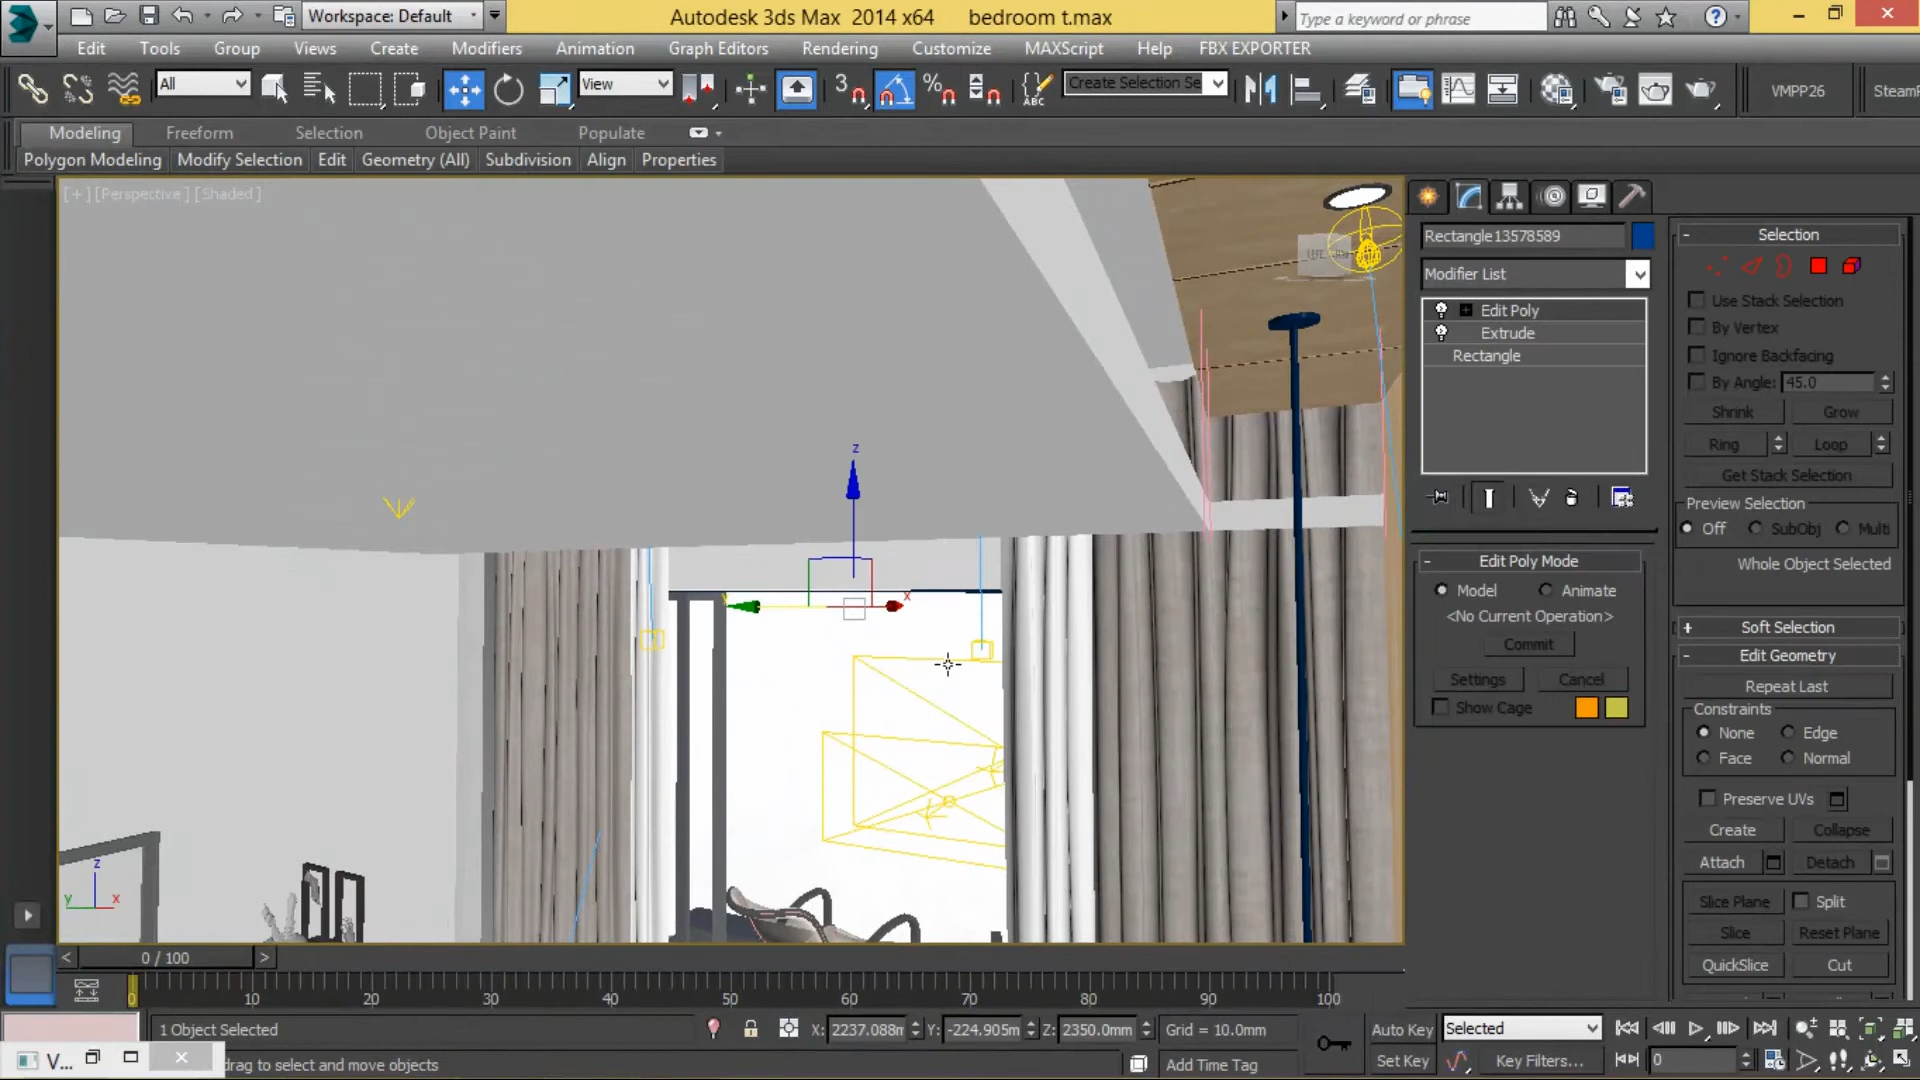 Workspace: Default
Autodesk 3ds Max 2014 x64 bedroom t.max
Type a keyword or phrase
Edit Tools Group Views Create Modifiers Animation Graph Editors Rendering Customize MAXScript Help FBX EXPORTER
All View 3 % ABC Create Selection Se VMPP26 SteamF
Modeling Freeform Selection Object Paint Populate
Polygon Modeling Modify Selection Edit Geometry (All) Subdivision Align Properties
[+] [Perspective] [Shaded]
Rectangle13578589
Modifier List
Edit Poly
Extrude
Rectangle
Edit Poly Mode
Model Animate
<No Current Operation>
Commit
Settings Cancel
Show Cage
Selection
Use Stack Selection
By Vertex
Ignore Backfacing
By Angle: 45.0
Shrink Grow
Ring Loop
Get Stack Selection
Preview Selection
Off SubObj Multi
Whole Object Selected
Soft Selection
Edit Geometry
Repeat Last
Constraints
None Edge
Face Normal
Preserve UVs
Create Collapse
Attach Detach
Slice Plane Split
Slice Reset Plane
QuickSlice Cut
z
x
z
y x
0 / 100
0 10 20 30 40 50 60 70 80 90 100
1 Object Selected X: 2237.088m Y: -224.905m Z: 2350.0mm Grid = 10.0mm Auto Key Selected
V... drag to select and move objects Add Time Tag Set Key Key Filters... 0